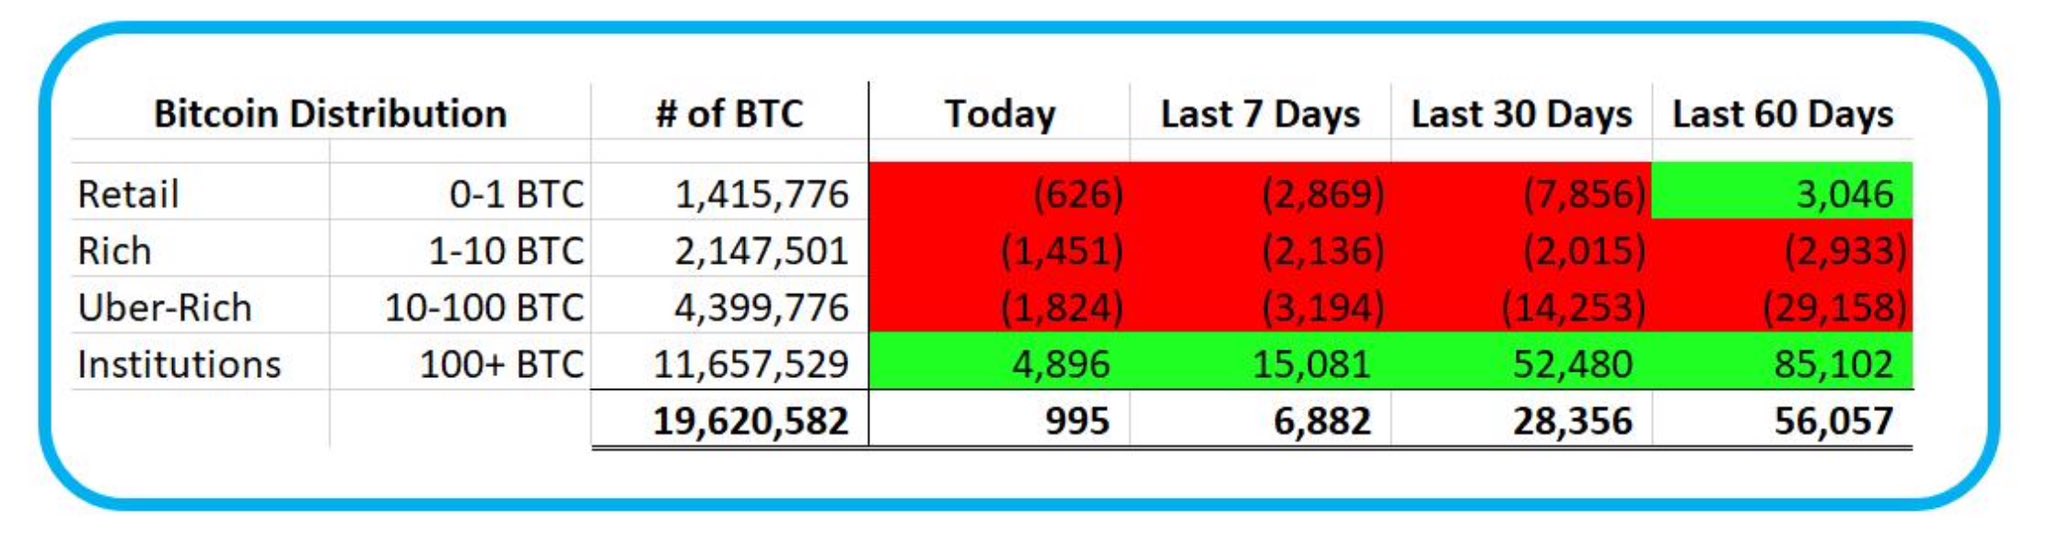 Bitcoin Distribution # of BTC Today Last 7 Days Last 30 Days Last 60 Days
Retail 0-1 BTC 1,415,776 (626) (2,869) (7,856) 3,046
Rich 1-10 BTC 2,147,501 (1,451) (2,136) (2,015) (2,933)
Uber-Rich 10-100 BTC 4,399,776 (1,824) (3,194) (14,253) (29,158)
Institutions 100+ BTC 11,657,529 4,896 15,081 52,480 85,102
19,620,582 995 6,882 28,356 56,057